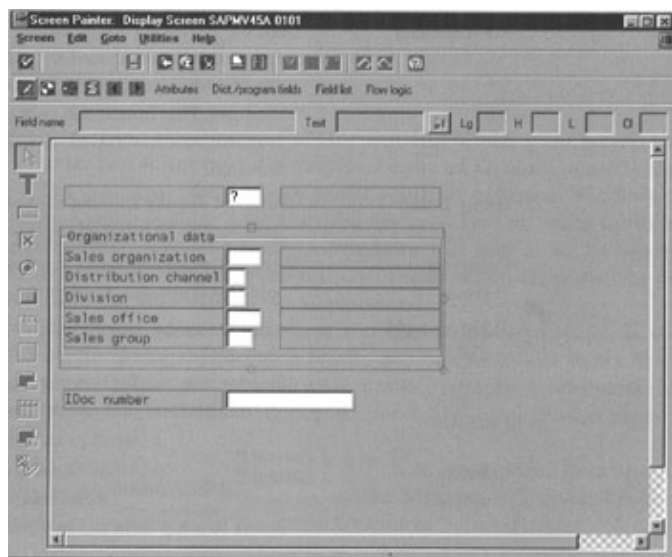 Screen Painter: Display Screen SAPMV45A 0101
Screen Edit Goto Utilities Help
Attributes Dict./program fields Field list Flow logic
Field name Text Lg H L Cl
T
?
Organizational data
Sales organization
Distribution channel
Division
Sales office
Sales group
IDoc number